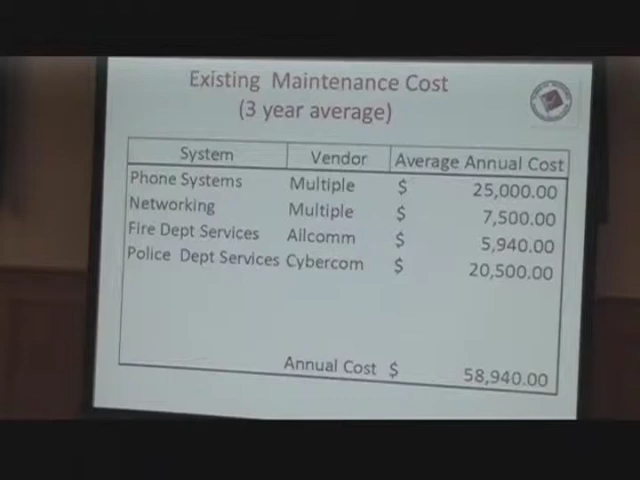 Existing Maintenance Cost
(3 year average)
System Vendor Average Annual Cost
Phone Systems Multiple $ 25,000.00
Networking Multiple $ 7,500.00
Fire Dept Services Allcomm $ 5,940.00
Police Dept Services Cybercom $ 20,500.00
Annual Cost $ 58,940.00